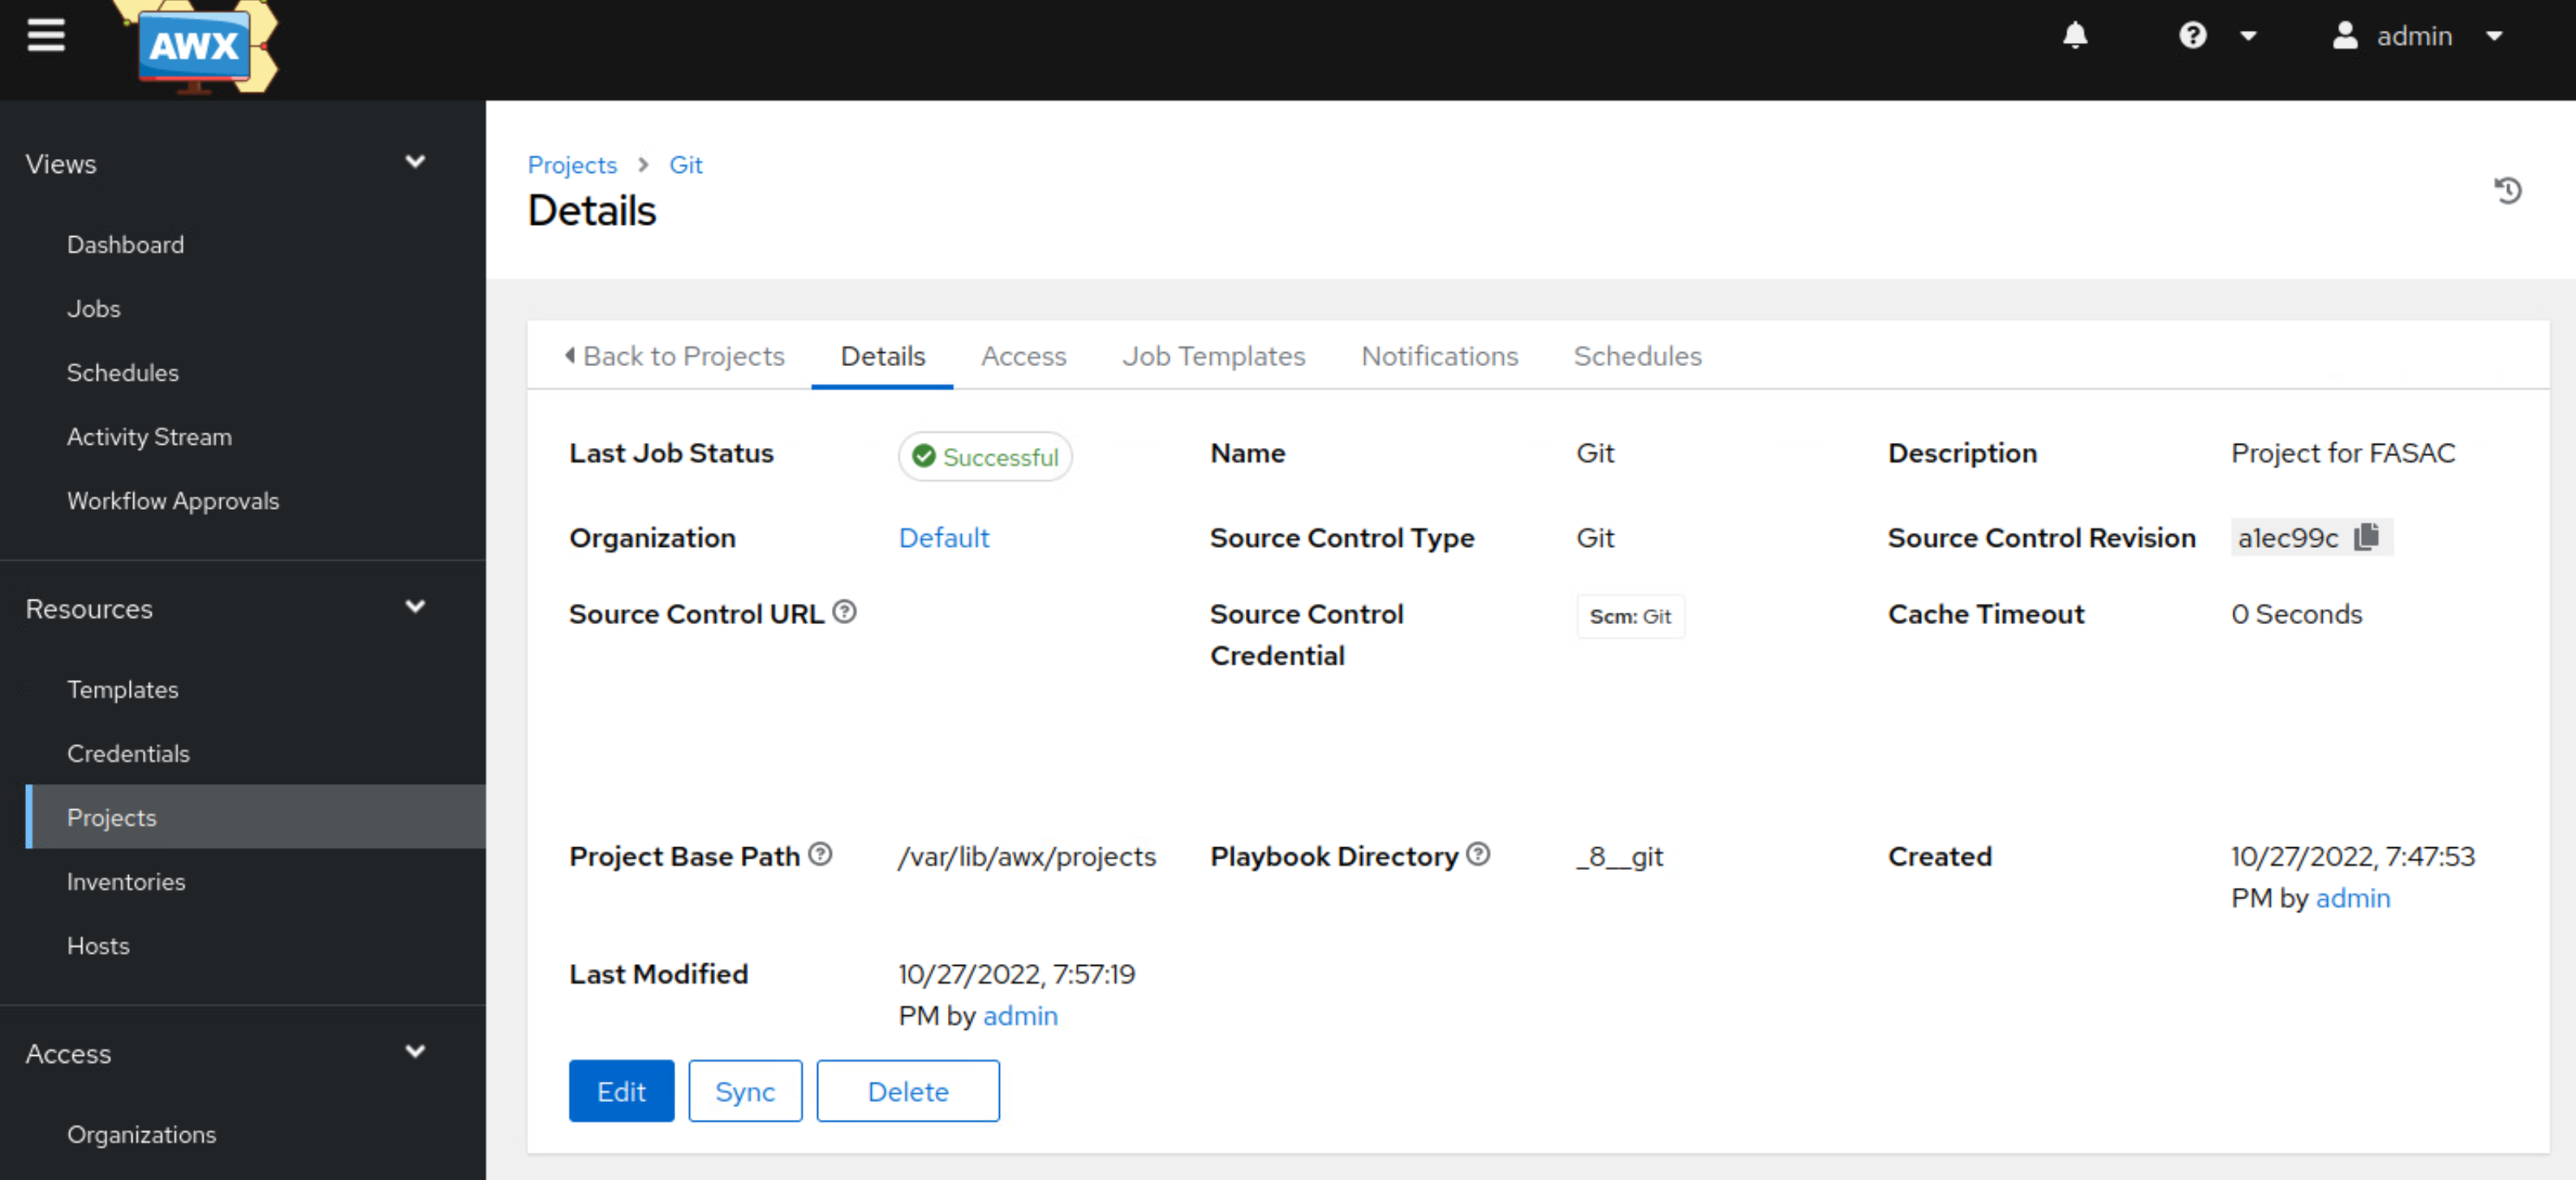 AWX
admin
Views
Dashboard
Jobs
Schedules
Activity Stream
Workflow Approvals
Resources
Templates
Credentials
Projects
Inventories
Hosts
Access
Organizations
Projects > Git
Details
Back to Projects Details Access Job Templates Notifications Schedules
Last Job Status Successful Name Git Description Project for FASAC
Organization Default Source Control Type Git Source Control Revision a1ec99c
Source Control URL Source Control Scm: Git Cache Timeout 0 Seconds
Credential
Project Base Path /var/lib/awx/projects Playbook Directory _8__git Created 10/27/2022, 7:47:53
PM by admin
Last Modified 10/27/2022, 7:57:19
PM by admin
Edit Sync Delete